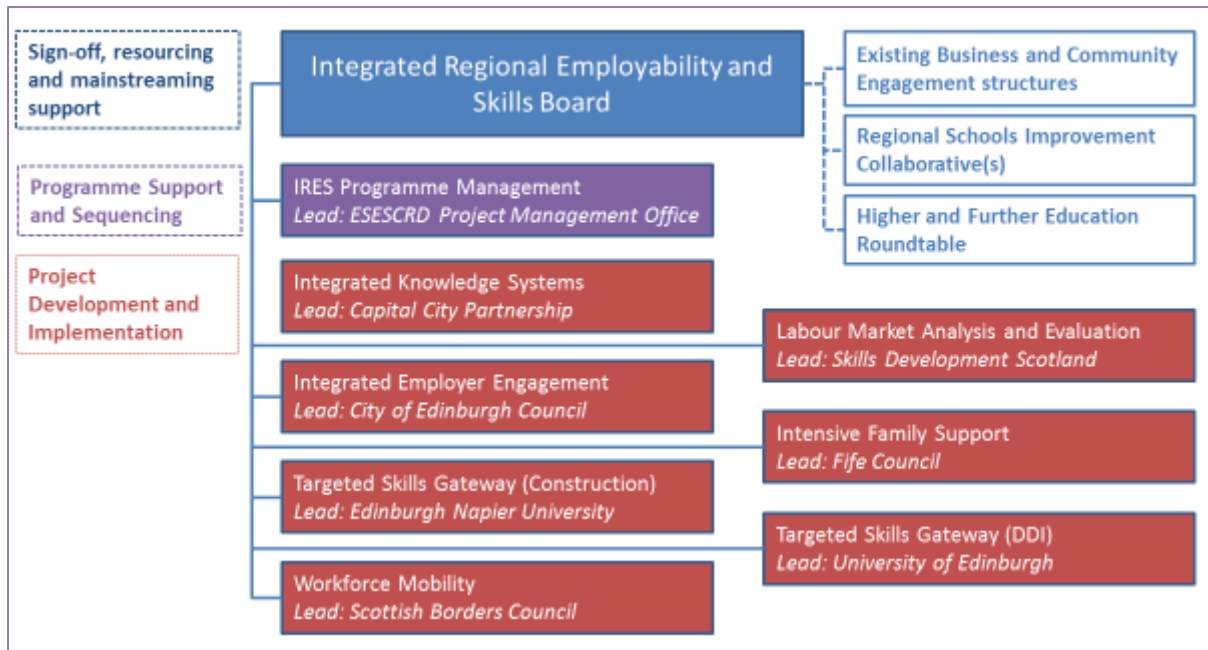 Sign-off, resourcing
and mainstreaming
support
Integrated Regional Employability and
Skills Board
Existing Business and Community
Engagement structures
Regional Schools Improvement
Collaborative(s)
Higher and Further Education
Roundtable
Programme Support
and Sequencing
IRES Programme Management
Lead: ESESCRD Project Management Office
Project
Development and
Implementation
Integrated Knowledge Systems
Lead: Capital City Partnership
Labour Market Analysis and Evaluation
Lead: Skills Development Scotland
Integrated Employer Engagement
Lead: City of Edinburgh Council
Intensive Family Support
Lead: Fife Council
Targeted Skills Gateway (Construction)
Lead: Edinburgh Napier University
Targeted Skills Gateway (DDI)
Lead: University of Edinburgh
Workforce Mobility
Lead: Scottish Borders Council